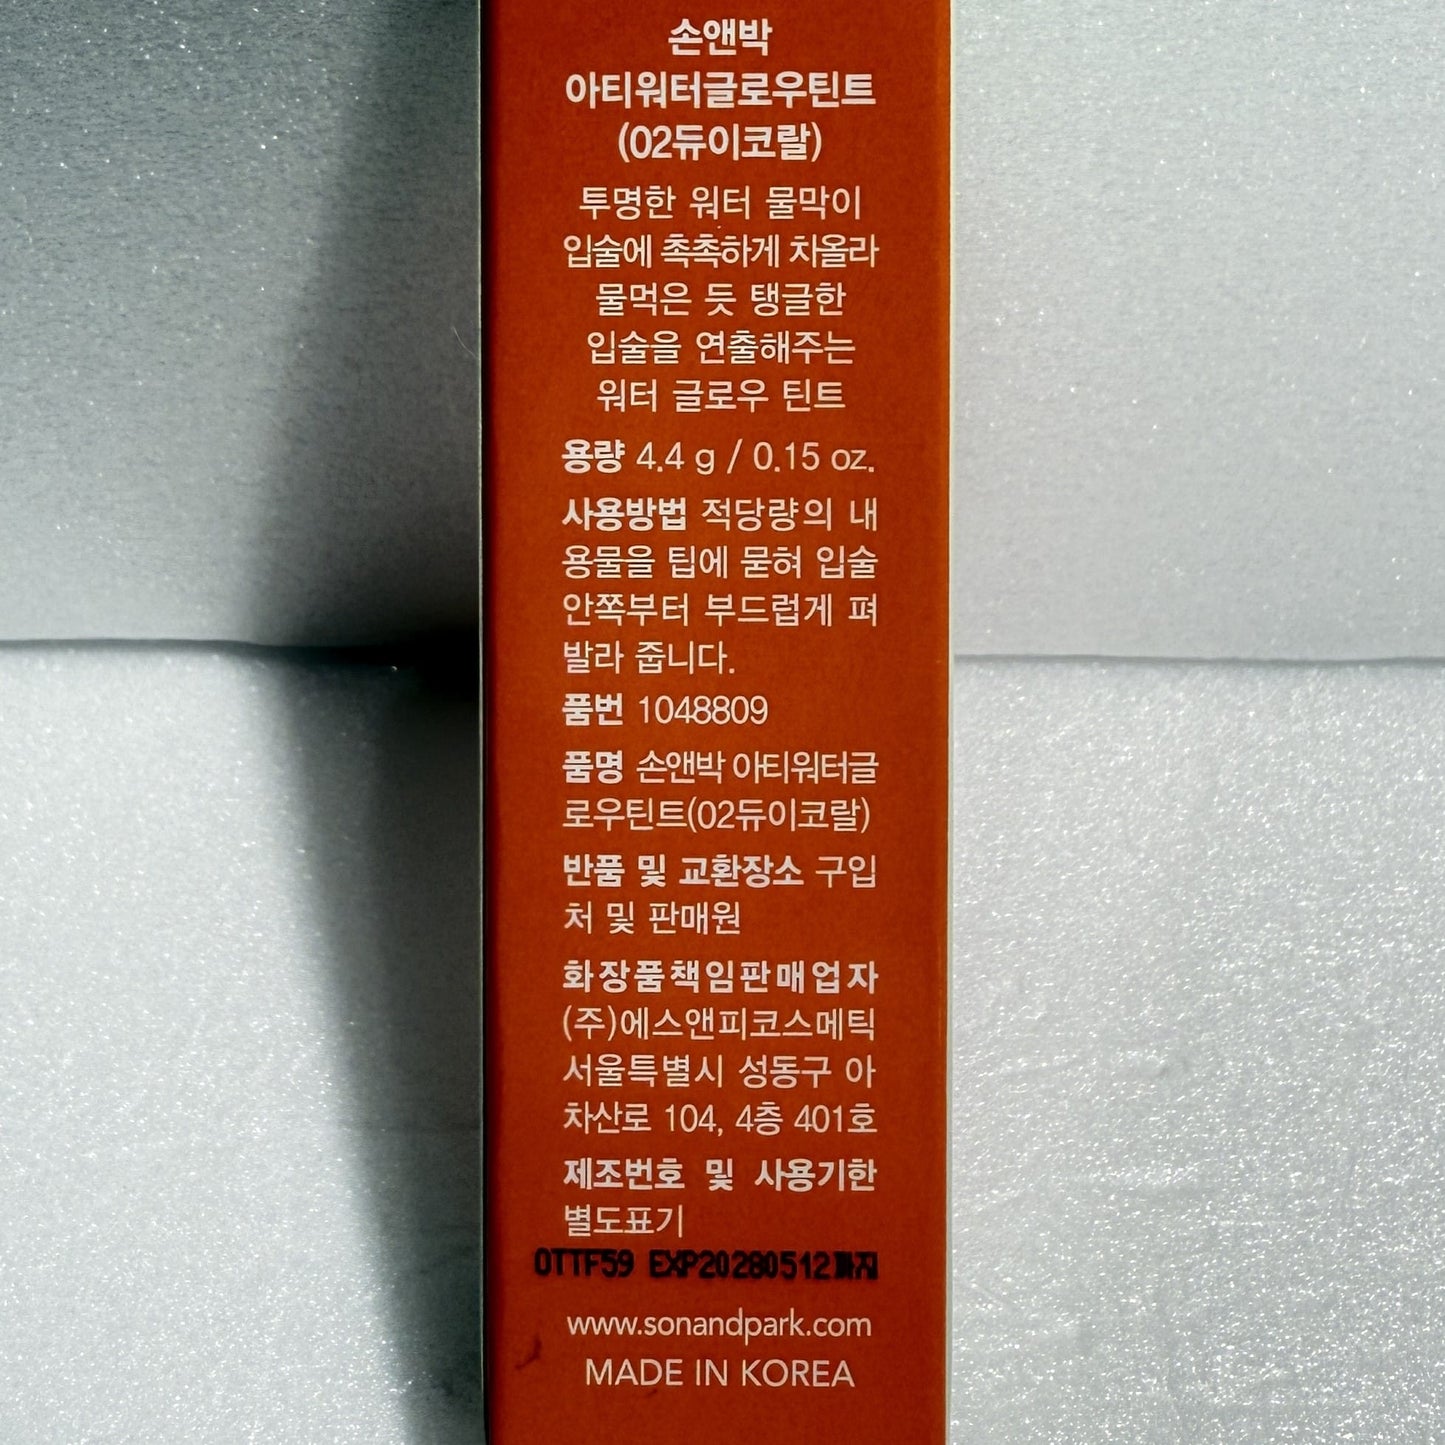 손앤박
아티워터글로우틴트
(02듀이코랄)
투명한 워터 물막이
입술에 촉촉하게 차올라
물먹은 듯 탱글한
입술을 연출해주는
워터 글로우 틴트
용량 4.4 g / 0.15 oz.
사용방법 적당량의 내
용물을 팁에 묻혀 입술
안쪽부터 부드럽게 펴
발라 줍니다.
품번 1048809
품명 손앤박 아티워터글
로우틴트(02듀이코랄)
반품 및 교환장소 구입
처 및 판매원
화장품책임판매업자
(주)에스앤피코스메틱
서울특별시 성동구 아
차산로 104, 4층 401호
제조번호 및 사용기한
별도표기
OTTF59 EXP20280512까지
www.sonandpark.com
MADE IN KOREA